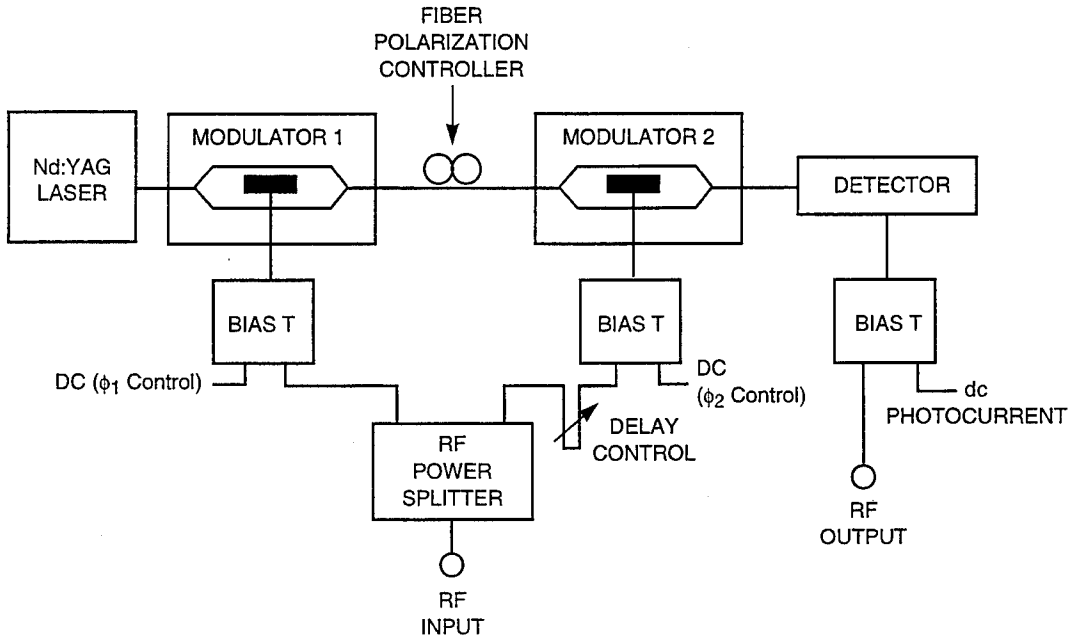 FIBER
POLARIZATION
CONTROLLER
Nd:YAG
LASER
MODULATOR 1
MODULATOR 2
DETECTOR
BIAS T
BIAS T
BIAS T
DC (ϕ1 Control)
DC
(ϕ2 Control)
dc
PHOTOCURRENT
DELAY
CONTROL
RF
POWER
SPLITTER
RF
OUTPUT
RF
INPUT